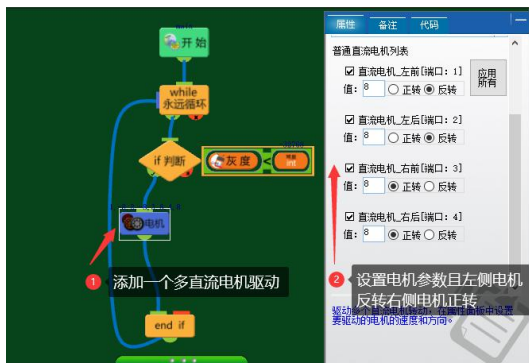 属性 备注 代码
开始
while
永远循环
if判断
灰度 <
int
电机
1 添加一个多直流电机驱动
end if
普通直流电机列表
直流电机_左前[端口:1]
值: 8 正转 反转
应用
所有
直流电机_左后[端口:2]
值: 8 正转 反转
直流电机_右前[端口:3]
值: 8 正转 反转
直流电机_右后[端口:4]
值: 8 正转 反转
2 设置电机参数且左侧电机
反转右侧电机正转
要驱动的电机的速度和方向。